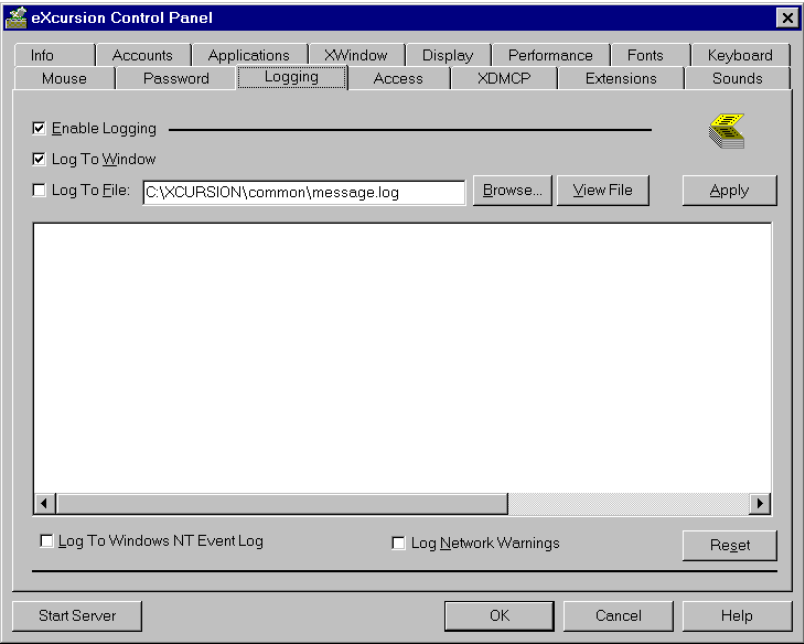 eXcursion Control Panel
Info Accounts Applications XWindow Display Performance Fonts Keyboard
Mouse Password Logging Access XDMCP Extensions Sounds
Enable Logging
Log To Window
Log To File: C:\XCURSION\common\message.log Browse... View File Apply
Log To Windows NT Event Log Log Network Warnings Reset
Start Server OK Cancel Help